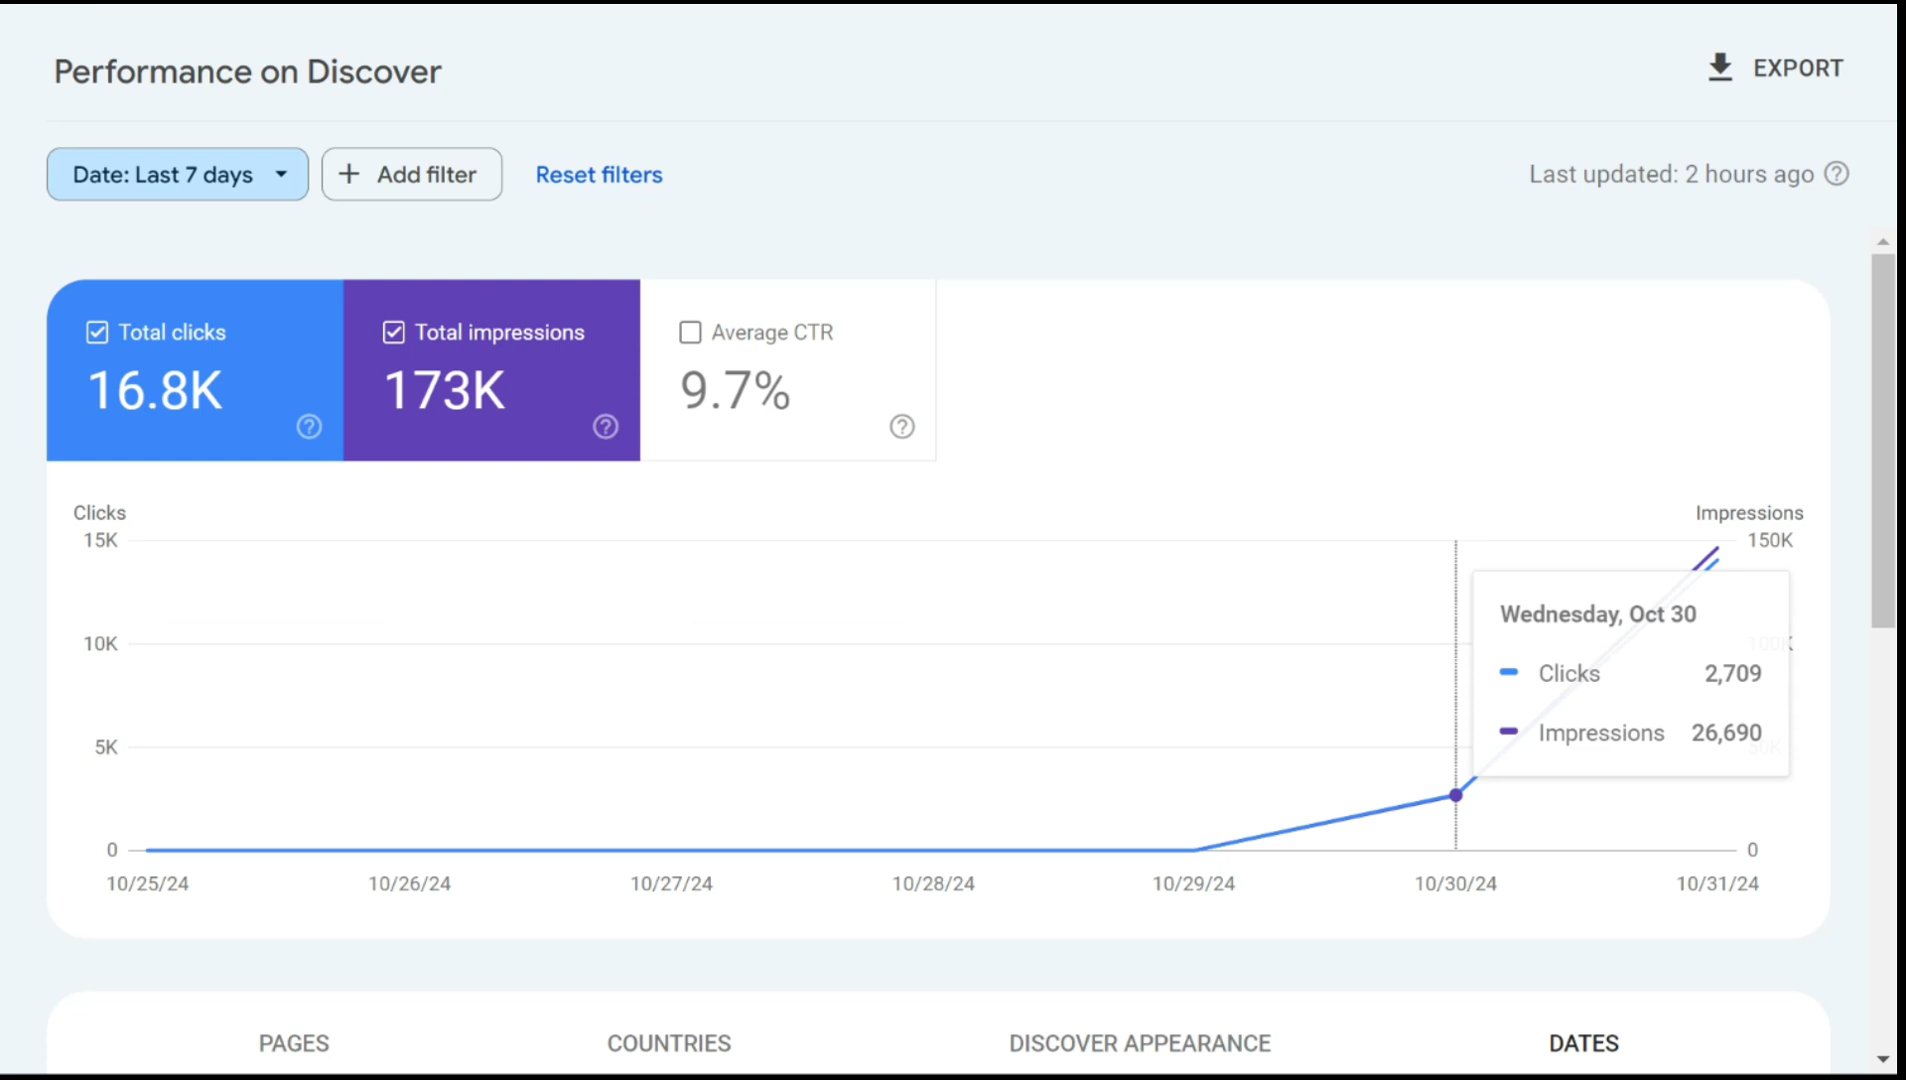 Performance on Discover
EXPORT
Date: Last 7 days
Add filter
Reset filters
Last updated: 2 hours ago
Total clicks
16.8K
Total impressions
173K
Average CTR
9.7%
Clicks
Impressions
15K
150K
10K
100K
5K
50K
0
0
Wednesday, Oct 30
Clicks 2,709
Impressions 26,690
10/25/24 10/26/24 10/27/24 10/28/24 10/29/24 10/30/24 10/31/24
PAGES COUNTRIES DISCOVER APPEARANCE DATES